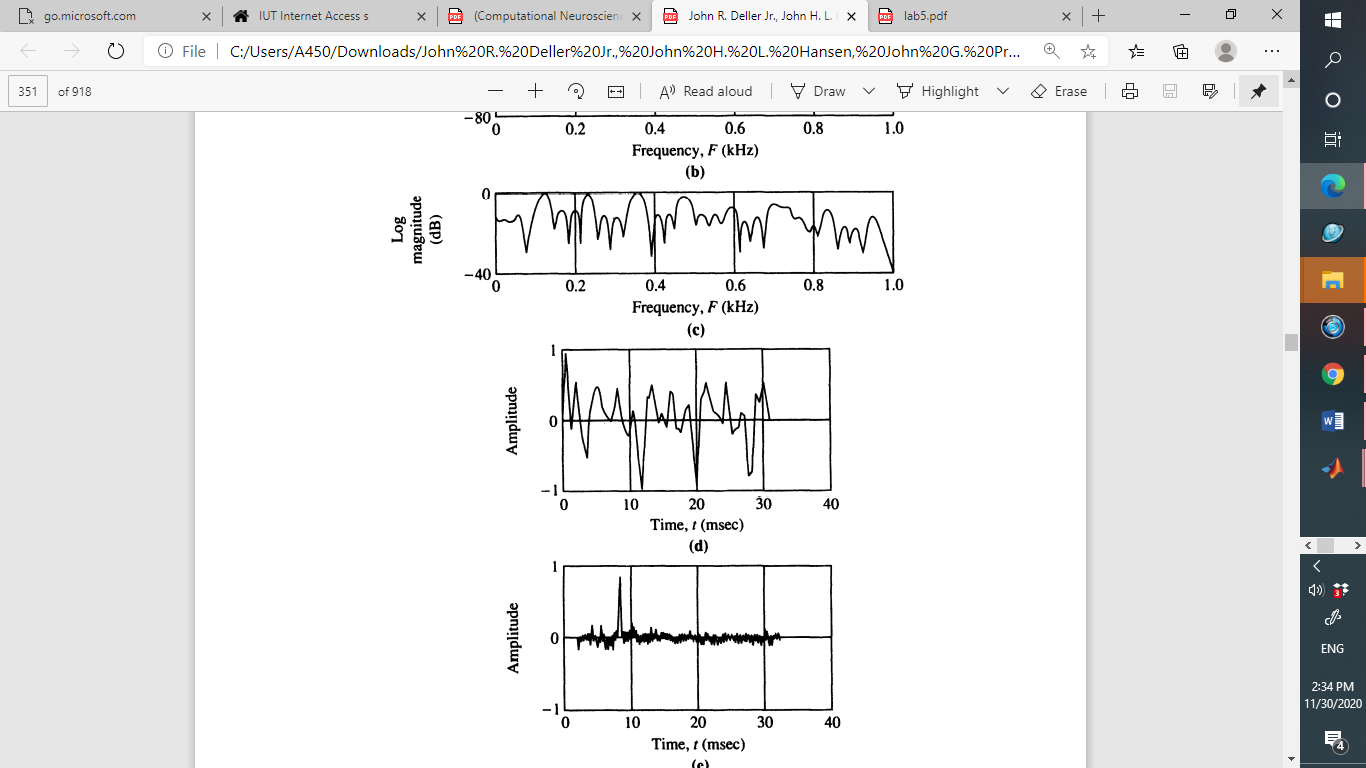 go.microsoft.com
IUT Internet Access s
(Computational Neuroscienc
John R. Deller Jr., John H. L.
lab5.pdf
File
C:/Users/A450/Downloads/John%20R.%20Deller%20Jr.,%20John%20H.%20L.%20Hansen,%20John%20G.%20Pr...
351 of 918
Read aloud
Draw
Highlight
Erase
−80
0 0.2 0.4 0.6 0.8 1.0
Frequency, F (kHz)
(b)
Log
magnitude
(dB)
0
−40
0 0.2 0.4 0.6 0.8 1.0
Frequency, F (kHz)
(c)
Amplitude
1
0
−1
0 10 20 30 40
Time, t (msec)
(d)
Amplitude
1
0
−1
0 10 20 30 40
Time, t (msec)
(e)
3
ENG
2:34 PM
11/30/2020
4